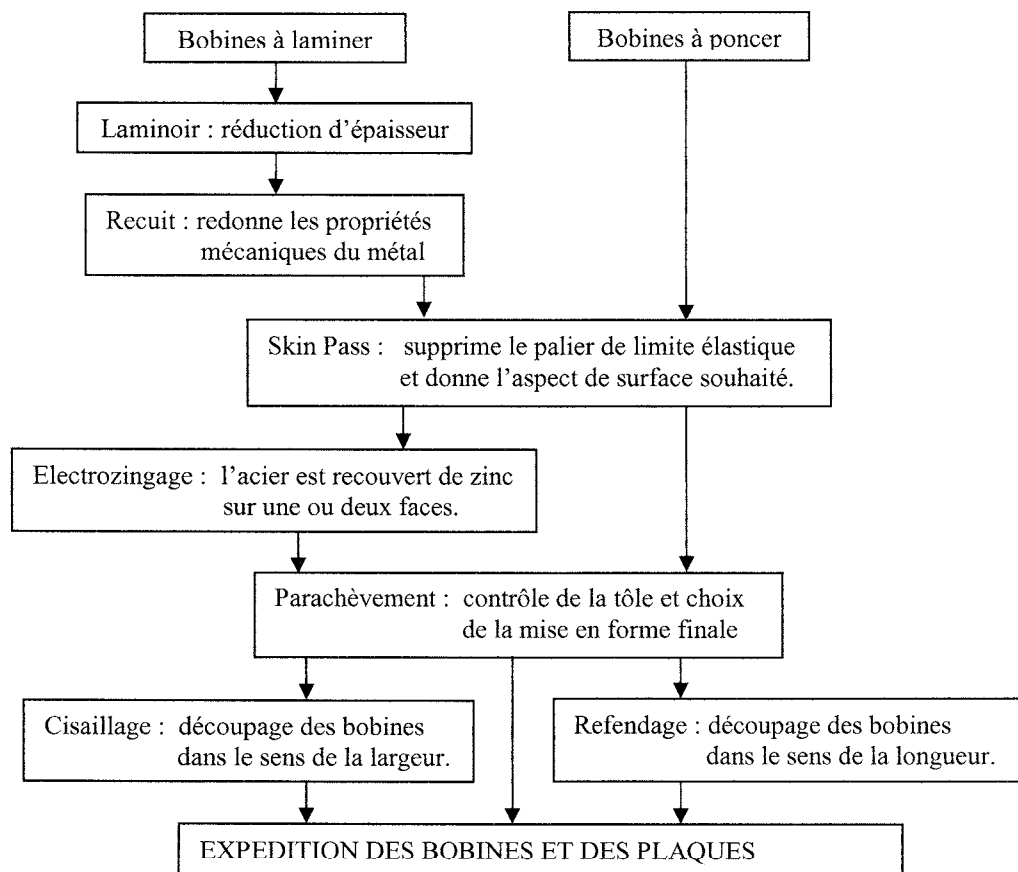 Bobines à laminer
Bobines à poncer
Laminoir : réduction d'épaisseur
Recuit : redonne les propriétés
mécaniques du métal
Skin Pass : supprime le palier de limite élastique
et donne l'aspect de surface souhaité.
Electrozingage : l'acier est recouvert de zinc
sur une ou deux faces.
Parachèvement : contrôle de la tôle et choix
de la mise en forme finale
Cisaillage : découpage des bobines
dans le sens de la largeur.
Refendage : découpage des bobines
dans le sens de la longueur.
EXPEDITION DES BOBINES ET DES PLAQUES